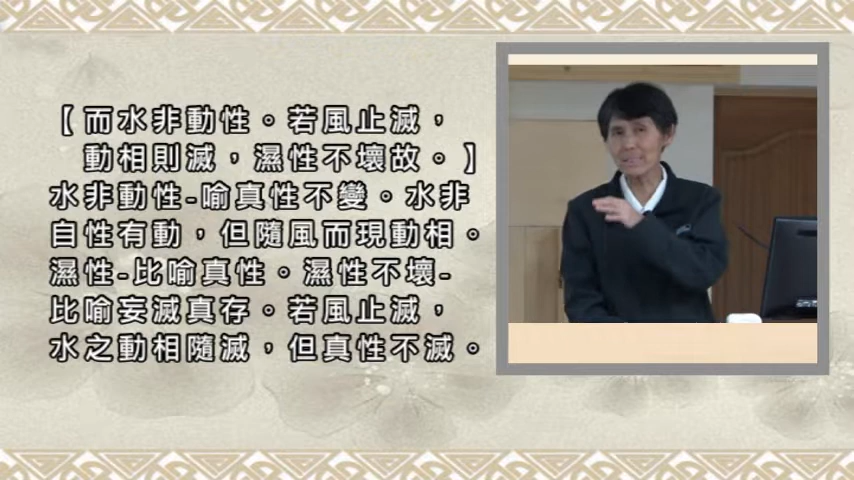 【而水非動性。若風止滅，
動相則滅，濕性不壞故。】
水非動性-喻真性不變。水非
自性有動，但隨風而現動相。
濕性-比喻真性。濕性不壞-
比喻妄滅真存。若風止滅，
水之動相隨滅，但真性不滅。